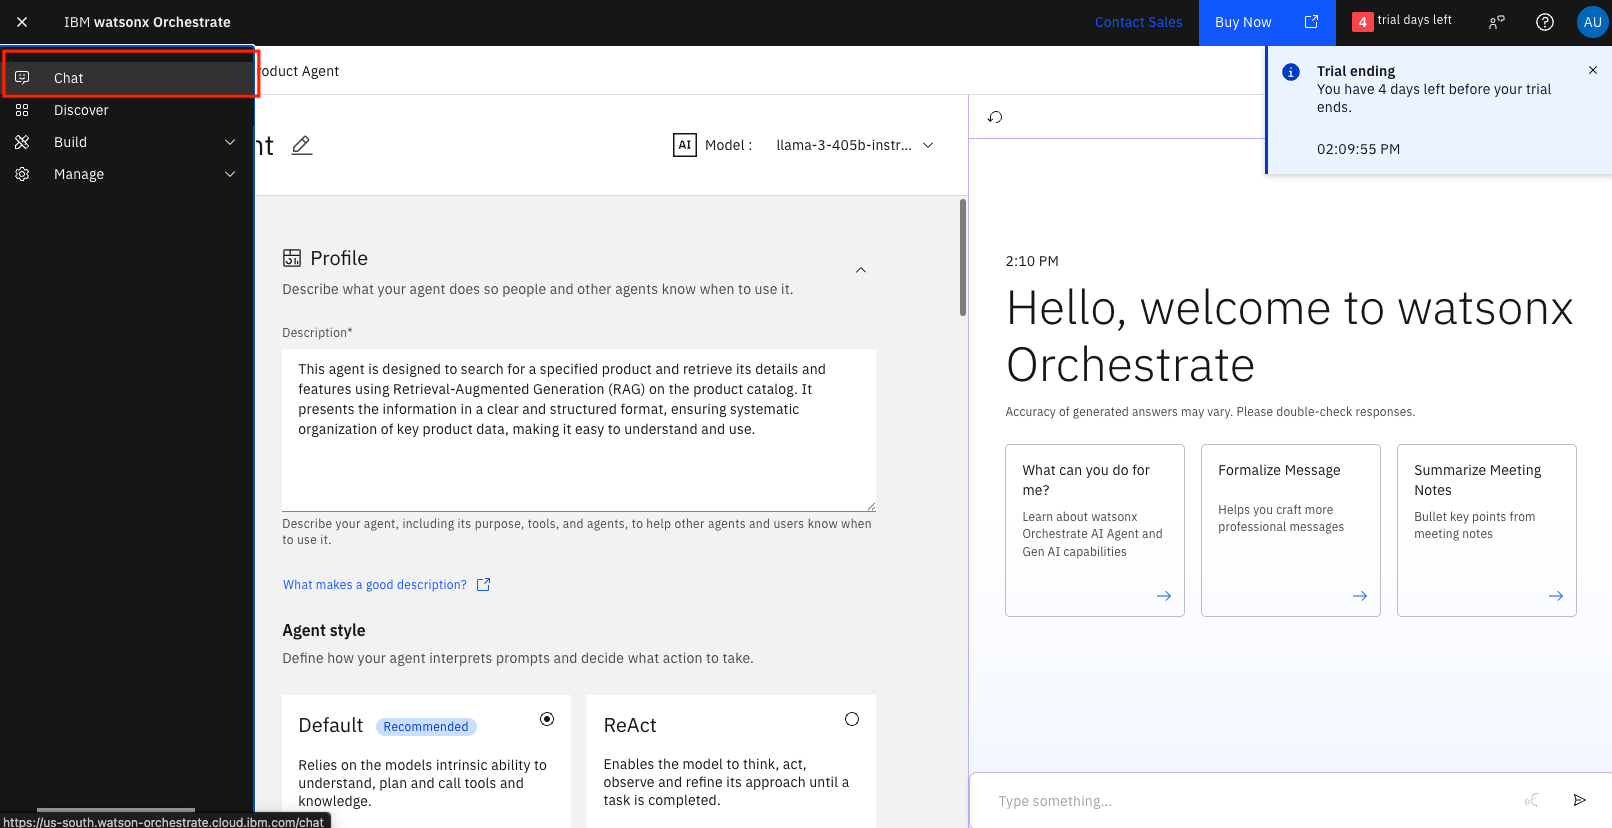 IBM watsonx Orchestrate
Contact Sales
Buy Now
4 trial days left
AU
Chat
Discover
Build
Manage
oduct Agent
nt
AI Model :
llama-3-405b-instr...
Trial ending
You have 4 days left before your trial
ends.
02:09:55 PM
Profile
Describe what your agent does so people and other agents know when to use it.
Description*
This agent is designed to search for a specified product and retrieve its details and
features using Retrieval-Augmented Generation (RAG) on the product catalog. It
presents the information in a clear and structured format, ensuring systematic
organization of key product data, making it easy to understand and use.
Describe your agent, including its purpose, tools, and agents, to help other agents and users know when
to use it.
What makes a good description?
Agent style
Define how your agent interprets prompts and decide what action to take.
Default Recommended
Relies on the models intrinsic ability to
understand, plan and call tools and
knowledge.
ReAct
Enables the model to think, act,
observe and refine its approach until a
task is completed.
2:10 PM
Hello, welcome to watsonx
Orchestrate
Accuracy of generated answers may vary. Please double-check responses.
What can you do for
me?
Learn about watsonx
Orchestrate AI Agent and
Gen AI capabilities
Formalize Message
Helps you craft more
professional messages
Summarize Meeting
Notes
Bullet key points from
meeting notes
Type something...
https://us-south.watson-orchestrate.cloud.ibm.com/chat